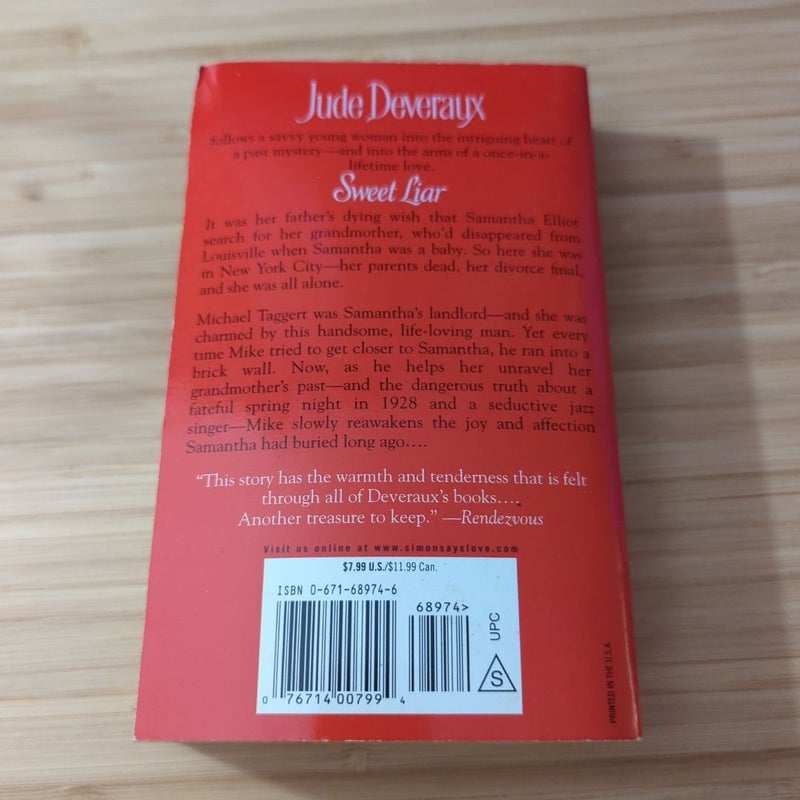 Jude Deveraux
follows a savvy young woman into the intriguing heart of
a past mystery—and into the arms of a once-in-a-
lifetime love.
Sweet Liar
It was her father's dying wish that Samantha Elliot
search for her grandmother, who'd disappeared from
Louisville when Samantha was a baby. So here she was
in New York City—her parents dead, her divorce final,
and she was all alone.
Michael Taggert was Samantha's landlord—and she was
charmed by this handsome, life-loving man. Yet every
time Mike tried to get closer to Samantha, he ran into a
brick wall. Now, as he helps her unravel her
grandmother's past—and the dangerous truth about a
fateful spring night in 1928 and a seductive jazz
singer—Mike slowly reawakens the joy and affection
Samantha had buried long ago....
"This story has the warmth and tenderness that is felt
through all of Deveraux's books....
Another treasure to keep." —Rendezvous
Visit us online at www.simonsayslove.com
$7.99 U.S./$11.99 Can.
ISBN 0-671-68974-6
68974>
UPC
S
0 76714 00799 4
PRINTED IN THE U.S.A.